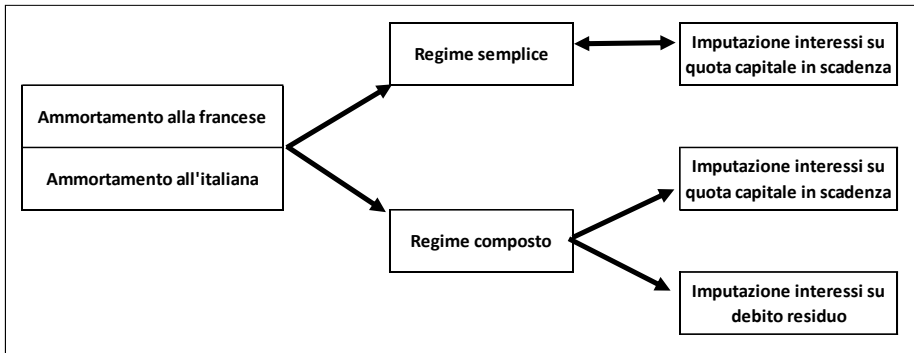 Ammortamento alla francese
Ammortamento all'italiana
Regime semplice
Regime composto
Imputazione interessi su
quota capitale in scadenza
Imputazione interessi su
quota capitale in scadenza
Imputazione interessi su
debito residuo